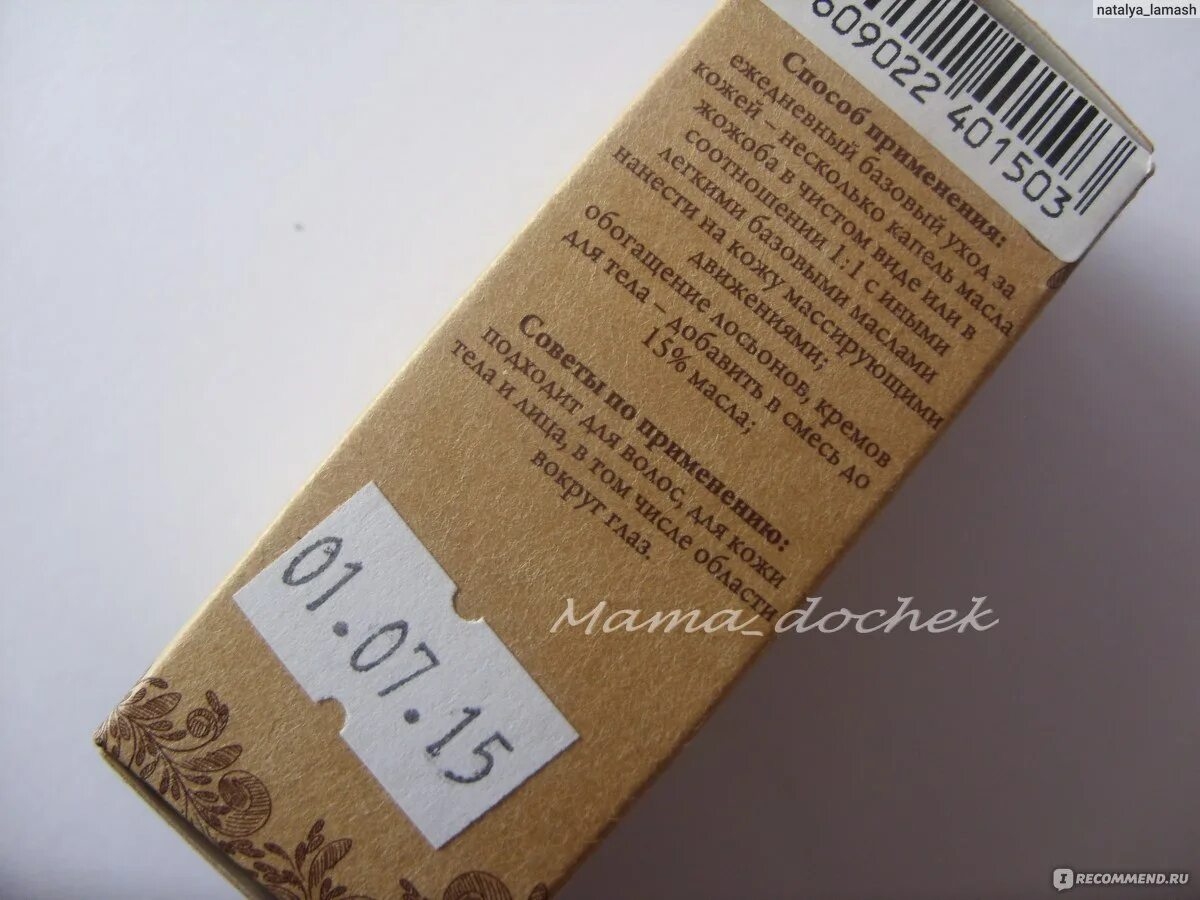 natalya_lamash
609022 401503
Способ применения:
ежедневный базовый уход за
кожей – несколько капель масла
жожоба в чистом виде или в
соотношении 1:1 с иными
легкими базовыми маслами
нанести на кожу массирующими
движениями;
обогащение лосьонов, кремов
для тела – добавить в смесь до
15% масла;
Советы по применению:
подходит для волос, для кожи
тела и лица, в том числе области
вокруг глаз.
Mama_dochek
01.07.15
IRECOMMEND.RU